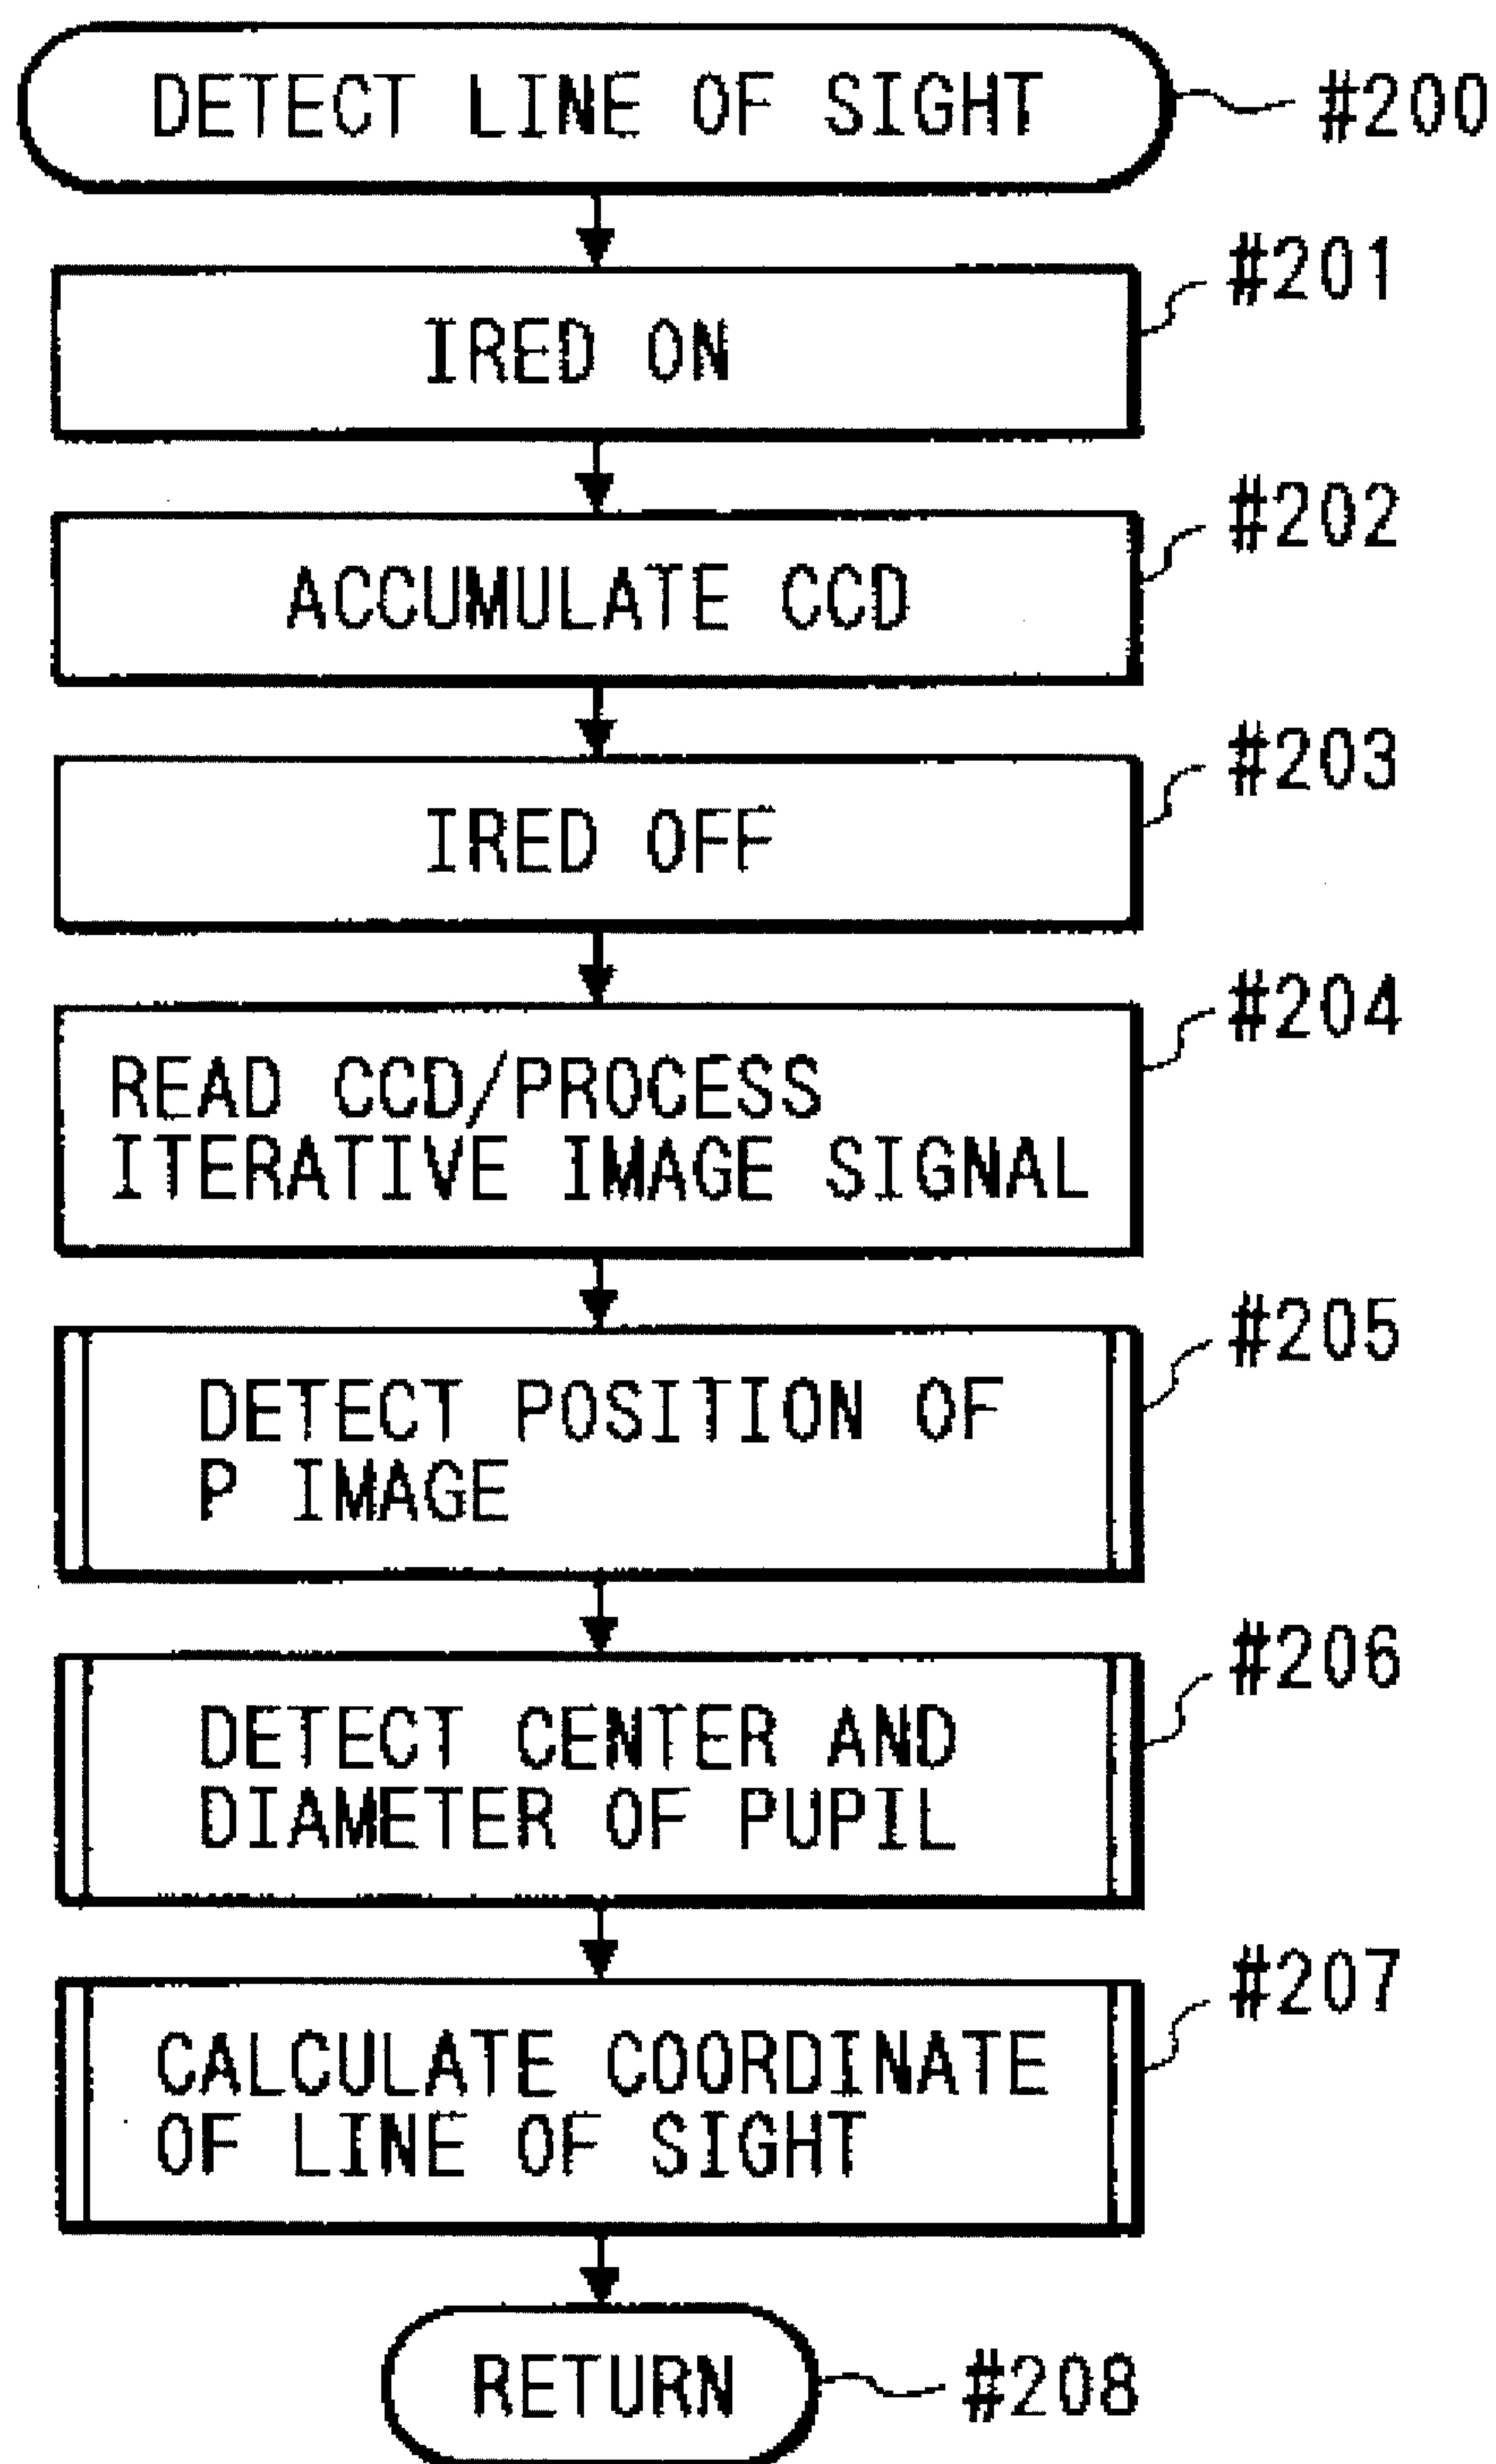 DETECT LINE OF SIGHT
#200
#201
IRED ON
#202
ACCUMULATE CCD
#203
IRED OFF
#204
READ CCD/PROCESS
ITERATIVE IMAGE SIGNAL
#205
DETECT POSITION OF
P IMAGE
#206
DETECT CENTER AND
DIAMETER OF PUPIL
#207
CALCULATE COORDINATE
OF LINE OF SIGHT
RETURN
#208